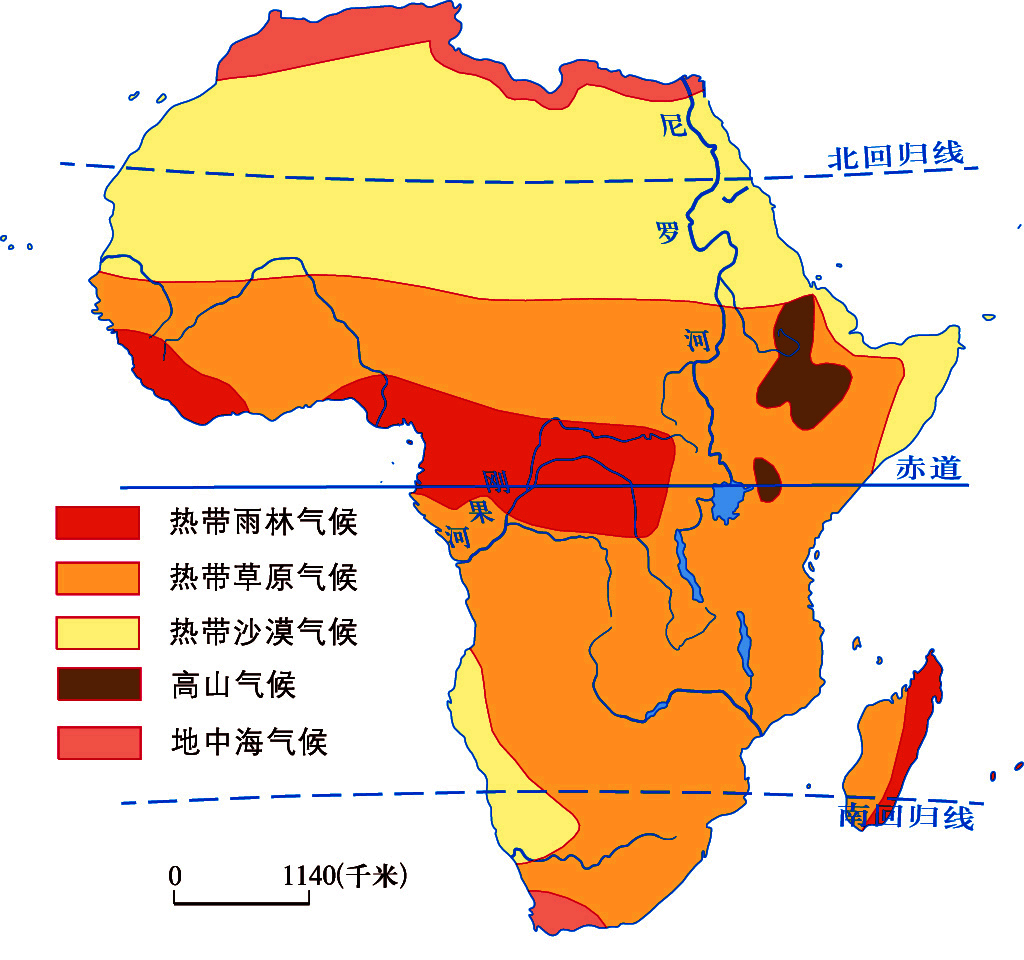 尼
北回归线
罗
河
赤道
刚
果
河
热带雨林气候
热带草原气候
热带沙漠气候
高山气候
地中海气候
南回归线
0 1140(千米)